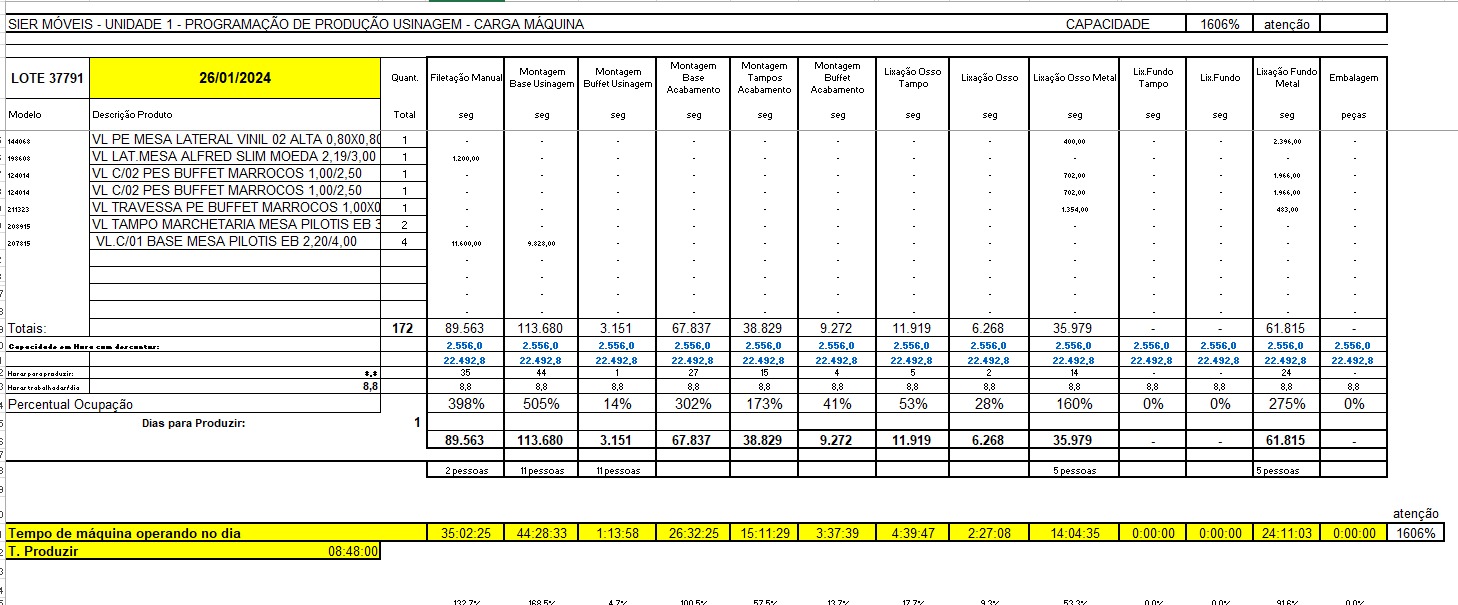 SIER MÓVEIS - UNIDADE 1 - PROGRAMAÇÃO DE PRODUÇÃO USINAGEM - CARGA MÁQUINA CAPACIDADE 1606% atenção
LOTE 37791 26/01/2024 Quant. Filetação Manual Montagem Base Usinagem Montagem Buffet Usinagem Montagem Base Acabamento Montagem Tampos Acabamento Montagem Buffet Acabamento Lixação Osso Tampo Lixação Osso Lixação Osso Metal Lix.Fundo Tampo Lix.Fundo Lixação Fundo Metal Embalagem
Modelo Descrição Produto Total seg seg seg seg seg seg seg seg seg seg seg seg peças
144068 VL PE MESA LATERAL VINIL 02 ALTA 0,80X0,80 1 - - - - - - - - 400,00 - - 2.396,00 -
198608 VL LAT.MESA ALFRED SLIM MOEDA 2,19/3,00 1 1.200,00 - - - - - - - - - - - -
124014 VL C/02 PES BUFFET MARROCOS 1,00/2,50 1 - - - - - - - - 702,00 - - 1.966,00 -
124014 VL C/02 PES BUFFET MARROCOS 1,00/2,50 1 - - - - - - - - 702,00 - - 1.966,00 -
211323 VL TRAVESSA PE BUFFET MARROCOS 1,00X0 1 - - - - - - - - 1.354,00 - - 483,00 -
208915 VL TAMPO MARCHETARIA MESA PILOTIS EB 3 2 - - - - - - - - - - - - -
207815 VL.C/01 BASE MESA PILOTIS EB 2,20/4,00 4 11.600,00 9.828,00 - - - - - - - - - - -
- - - - - - - - - - - - -
- - - - - - - - - - - - -
- - - - - - - - - - - - -
- - - - - - - - - - - - -
Totais: 172 89.563 113.680 3.151 67.837 38.829 9.272 11.919 6.268 35.979 - - 61.815 -
Capacidade em Hora com descontos: 2.556,0 2.556,0 2.556,0 2.556,0 2.556,0 2.556,0 2.556,0 2.556,0 2.556,0 2.556,0 2.556,0 2.556,0 2.556,0
22.492,8 22.492,8 22.492,8 22.492,8 22.492,8 22.492,8 22.492,8 22.492,8 22.492,8 22.492,8 22.492,8 22.492,8 22.492,8
Horas para produzir: 8,8 35 44 1 27 15 4 5 2 14 - - 24 -
Horas trabalhadas/dia 8,8 8,8 8,8 8,8 8,8 8,8 8,8 8,8 8,8 8,8 8,8 8,8 8,8 8,8
Percentual Ocupação 398% 505% 14% 302% 173% 41% 53% 28% 160% 0% 0% 275% 0%
Dias para Produzir: 1
89.563 113.680 3.151 67.837 38.829 9.272 11.919 6.268 35.979 - - 61.815 -
2 pessoas 11 pessoas 11 pessoas 5 pessoas 5 pessoas
atenção
Tempo de máquina operando no dia 35:02:25 44:28:33 1:13:58 26:32:25 15:11:29 3:37:39 4:39:47 2:27:08 14:04:35 0:00:00 0:00:00 24:11:03 0:00:00 1606%
T. Produzir 08:48:00
132,7% 168,5% 4,7% 100,5% 57,5% 13,7% 17,7% 9,3% 53,3% 0,0% 0,0% 91,6% 0,0%